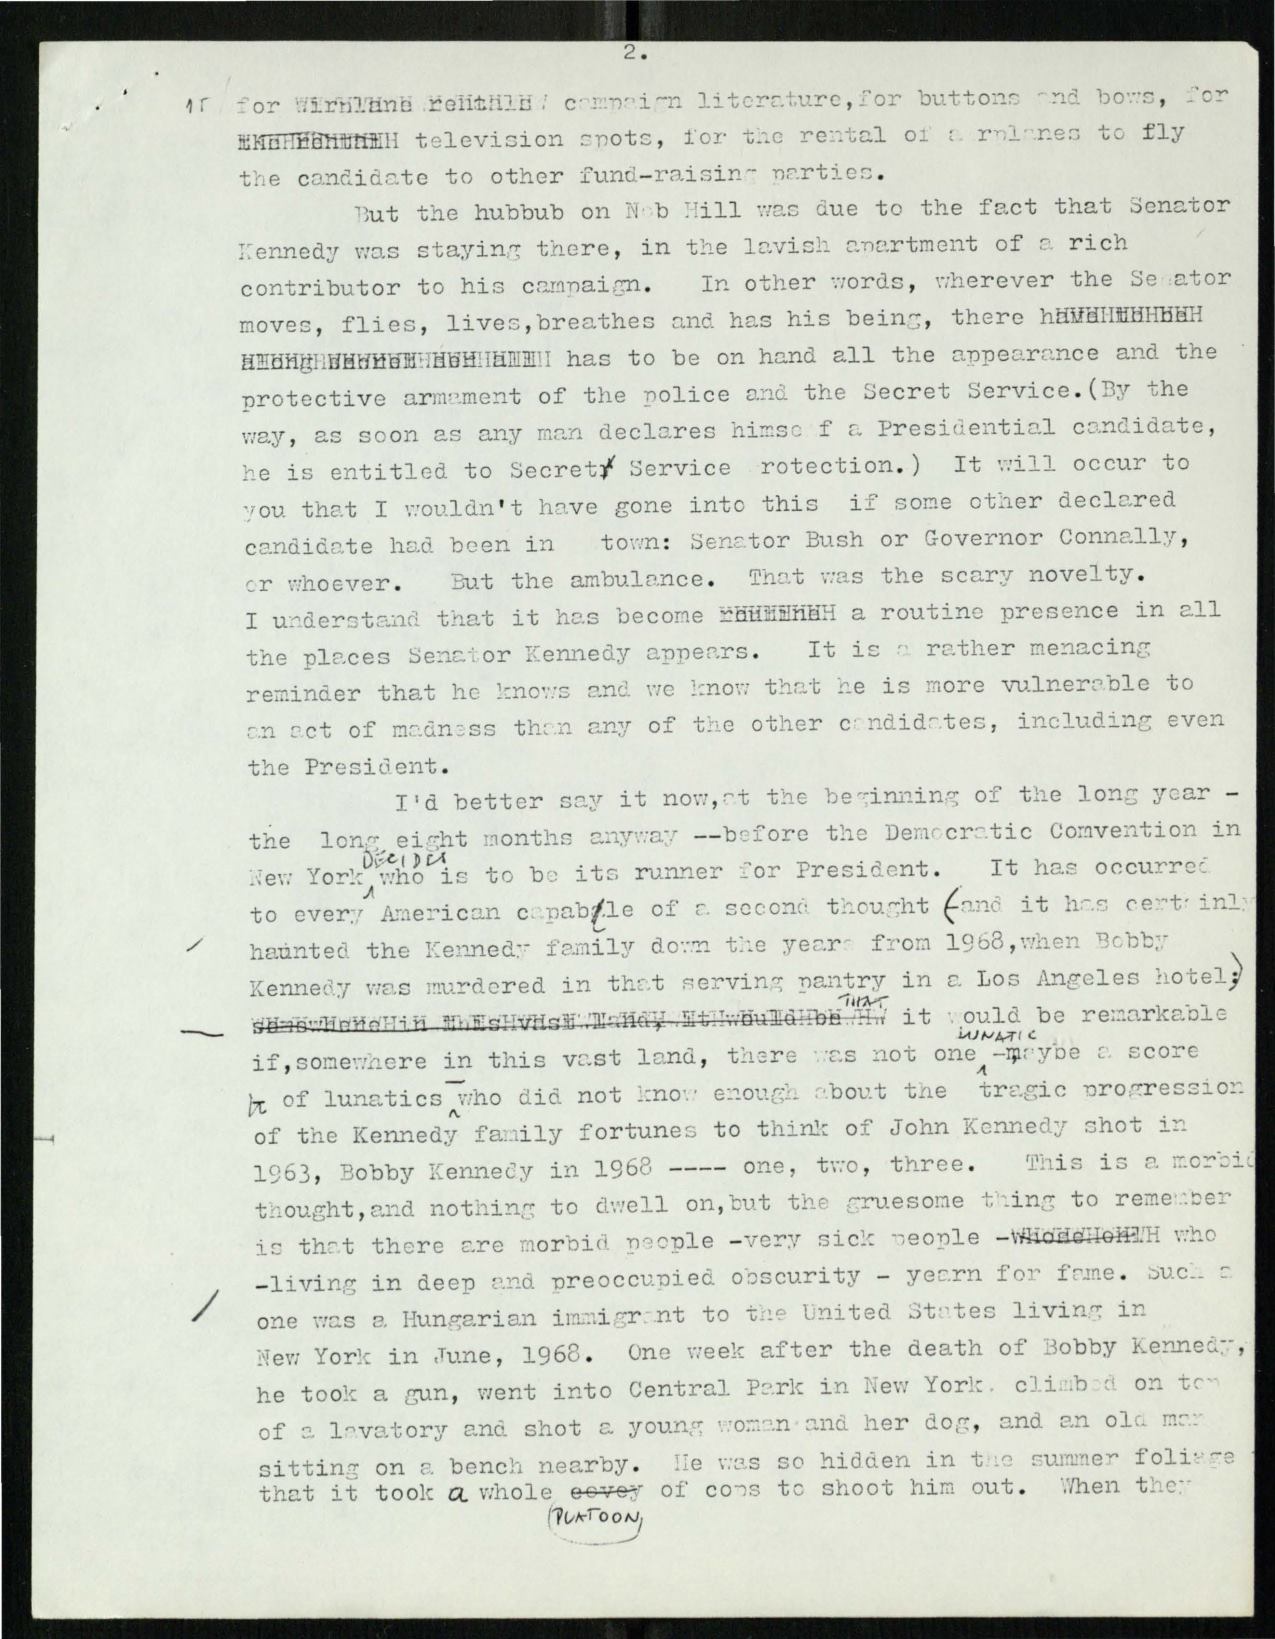 2.
for campaign literature,for buttons and bows, for
television spots, for the rental of a rplanes to fly
the candidate to other fund-raising parties.
But the hubbub on Nob Hill was due to the fact that Senator
Kennedy was staying there, in the lavish apartment of a rich
contributor to his campaign. In other words, wherever the Senator
moves, flies, lives,breathes and has his being, there
has to be on hand all the appearance and the
protective armament of the police and the Secret Service.(By the
way, as soon as any man declares himse f a Presidential candidate,
he is entitled to Secret Service rotection.) It will occur to
you that I wouldn't have gone into this if some other declared
candidate had been in town: Senator Bush or Governor Connally,
or whoever. But the ambulance. That was the scary novelty.
I understand that it has become a routine presence in all
the places Senator Kennedy appears. It is a rather menacing
reminder that he knows and we know that he is more vulnerable to
an act of madness than any of the other candidates, including even
the President.
I'd better say it now,at the beginning of the long year -
the long eight months anyway --before the Democratic Comvention in
DECIDES
New York who is to be its runner for President. It has occurred
to every American capable of a second thought (and it has certainly
haunted the Kennedy family down the years from 1968,when Bobby
Kennedy was murdered in that serving pantry in a Los Angeles hotel;)
THAT
it would be remarkable
LUNATIC
if,somewhere in this vast land, there was not one -maybe a score
of lunatics who did not know enough about the tragic progression
of the Kennedy family fortunes to think of John Kennedy shot in
1963, Bobby Kennedy in 1968 ---- one, two, three. This is a morbid
thought,and nothing to dwell on,but the gruesome thing to remember
is that there are morbid people -very sick people - who
-living in deep and preoccupied obscurity - yearn for fame. Such a
one was a Hungarian immigrant to the United States living in
New York in June, 1968. One week after the death of Bobby Kennedy,
he took a gun, went into Central Park in New York. climbed on top
of a lavatory and shot a young woman and her dog, and an old man
sitting on a bench nearby. He was so hidden in the summer foliage
that it took a whole covey of cops to shoot him out. When they
PLATOON